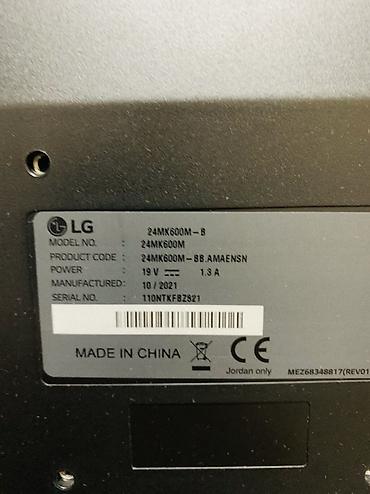 LG 24MK600M-B
MODEL NO. : 24MK600M
PRODUCT CODE : 24MK600M-BB.AMAENSN
POWER : 19 V ⎓ 1.3 A
MANUFACTURED: 10 / 2021
SERIAL NO. : 110NTKFBZ821
MADE IN CHINA CE
Jordan only MEZ68348817(REV01